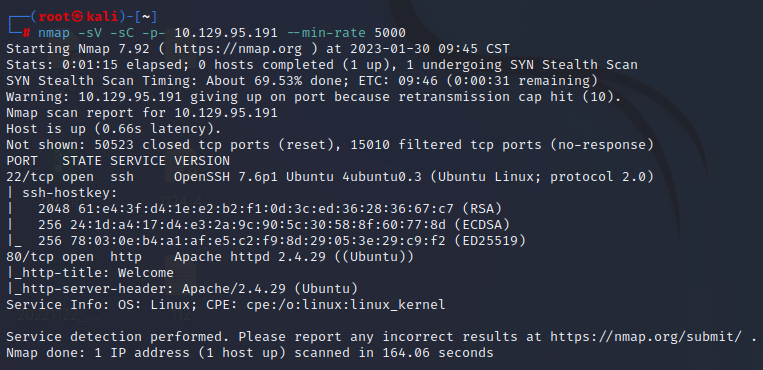 ┌──(root㉿kali)-[~]
└─# nmap -sV -sC -p- 10.129.95.191 --min-rate 5000
Starting Nmap 7.92 ( https://nmap.org ) at 2023-01-30 09:45 CST
Stats: 0:01:15 elapsed; 0 hosts completed (1 up), 1 undergoing SYN Stealth Scan
SYN Stealth Scan Timing: About 69.53% done; ETC: 09:46 (0:00:31 remaining)
Warning: 10.129.95.191 giving up on port because retransmission cap hit (10).
Nmap scan report for 10.129.95.191
Host is up (0.66s latency).
Not shown: 50523 closed tcp ports (reset), 15010 filtered tcp ports (no-response)
PORT   STATE SERVICE VERSION
22/tcp open  ssh     OpenSSH 7.6p1 Ubuntu 4ubuntu0.3 (Ubuntu Linux; protocol 2.0)
| ssh-hostkey:
|   2048 61:e4:3f:d4:1e:e2:b2:f1:0d:3c:ed:36:28:36:67:c7 (RSA)
|   256 24:1d:a4:17:d4:e3:2a:9c:90:5c:30:58:8f:60:77:8d (ECDSA)
|_  256 78:03:0e:b4:a1:af:e5:c2:f9:8d:29:05:3e:29:c9:f2 (ED25519)
80/tcp open  http    Apache httpd 2.4.29 ((Ubuntu))
|_http-title: Welcome
|_http-server-header: Apache/2.4.29 (Ubuntu)
Service Info: OS: Linux; CPE: cpe:/o:linux:linux_kernel

Service detection performed. Please report any incorrect results at https://nmap.org/submit/ .
Nmap done: 1 IP address (1 host up) scanned in 164.06 seconds